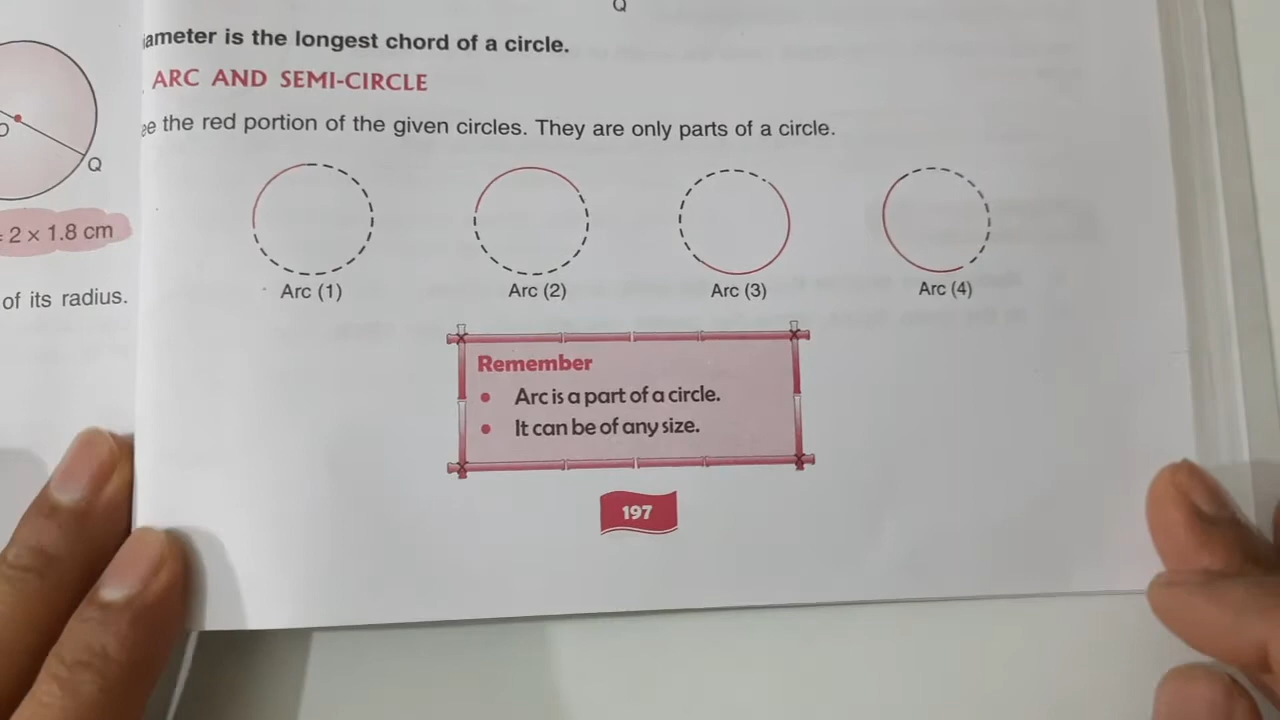 Q
iameter is the longest chord of a circle.
ARC AND SEMI-CIRCLE
ee the red portion of the given circles. They are only parts of a circle.
Q
= 2 × 1.8 cm
of its radius.
Arc (1) Arc (2) Arc (3) Arc (4)
Remember
• Arc is a part of a circle.
• It can be of any size.
197